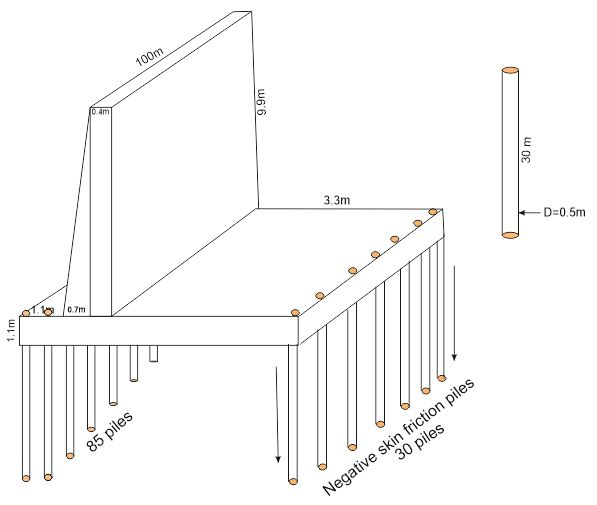 100m
0.4m
9.9m
3.3m
30 m
D=0.5m
1.1m
0.7m
1.1m
85 piles
Negative skin friction piles
30 piles